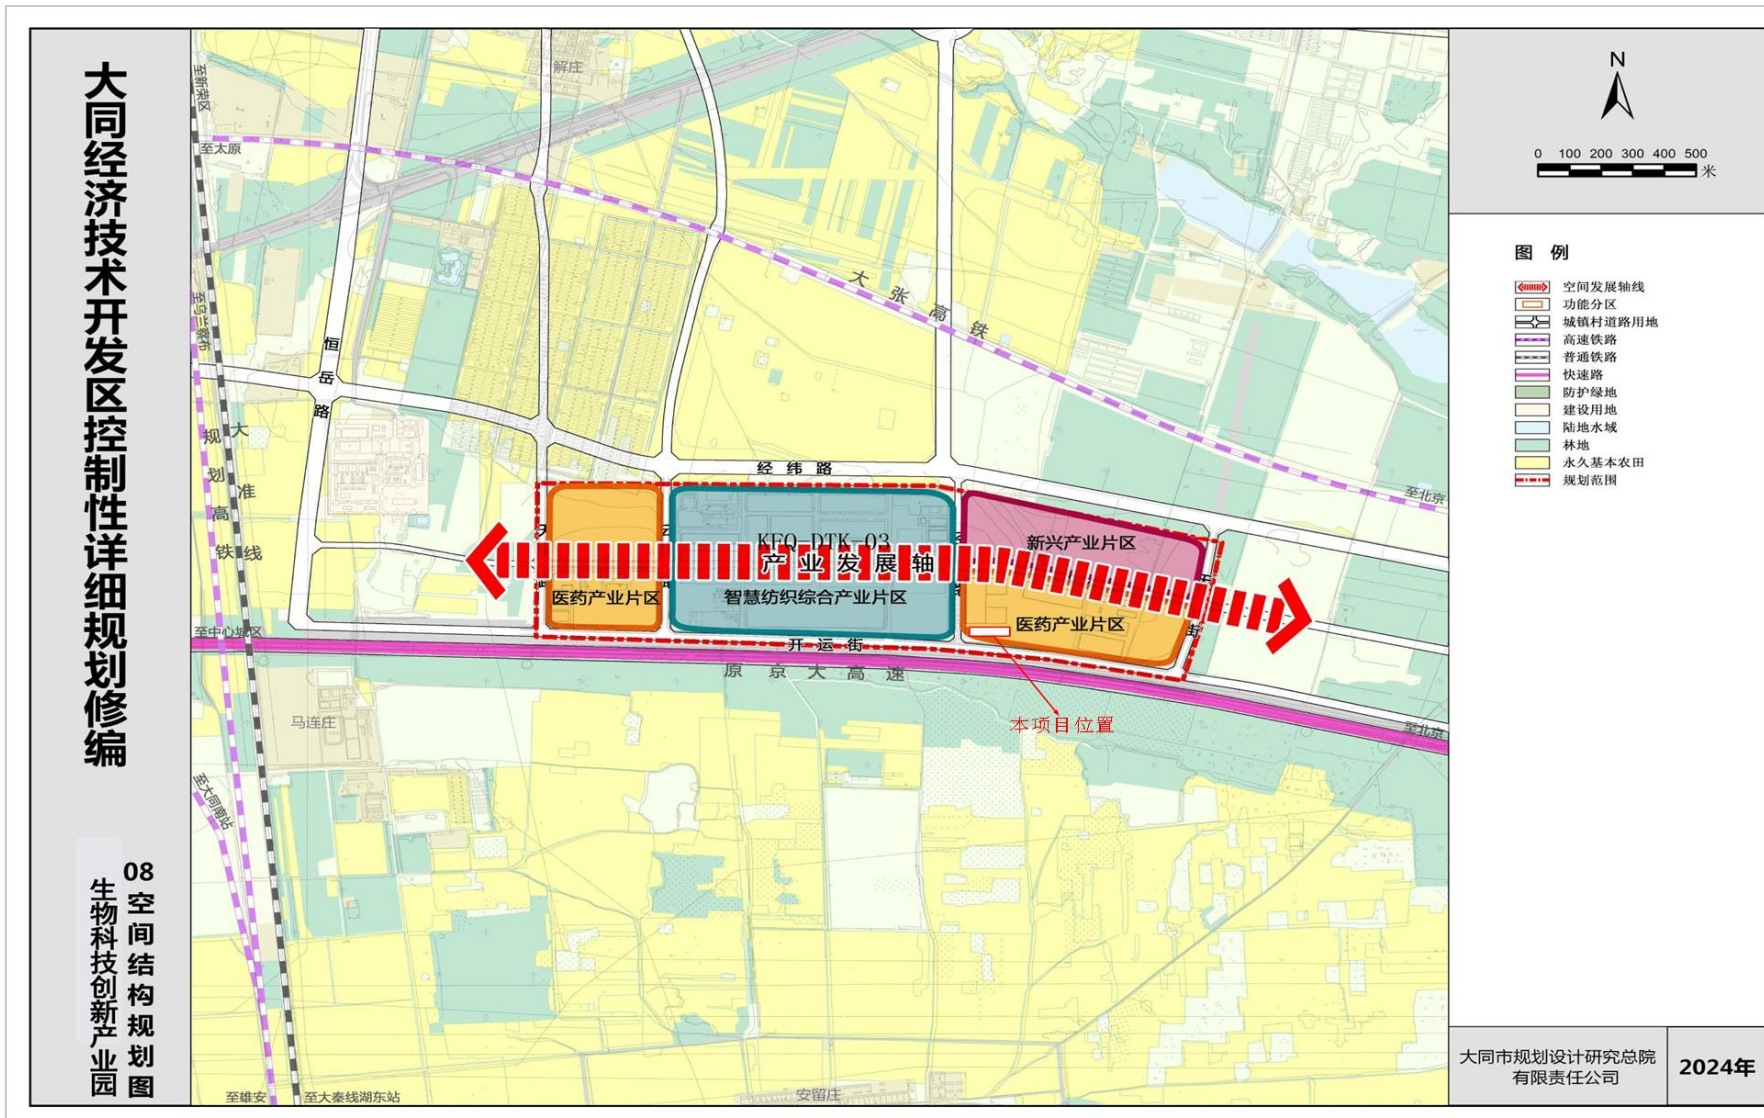 大同经济技术开发区控制性详细规划修编
08空间结构规划图
生物科技创新产业园
N
0 100 200 300 400 500
米
图 例
空间发展轴线
功能分区
城镇村道路用地
高速铁路
普通铁路
快速路
防护绿地
建设用地
陆地水域
林地
永久基本农田
规划范围
大同市规划设计研究总院
有限责任公司
2024年
至新荣区
解庄
至太原
至乌兰察布
大张高铁
恒岳路
大准线
规划高铁
经纬路
至北京
KFQ-DTK-03
新兴产业片区
产业发展轴
医药产业片区
智慧纺织综合产业片区
医药产业片区
街
至中心城区
开运街
原京大高速
马连庄
本项目位置
至北京
至大同南站
至雄安
至大秦线湖东站
安留庄